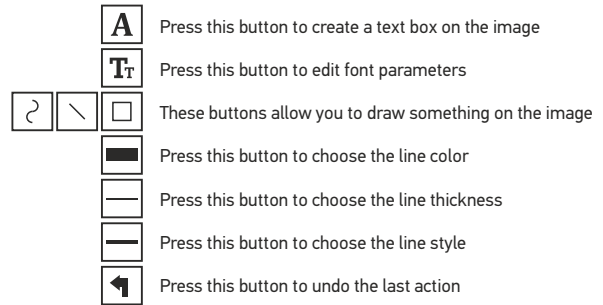 A Press this button to create a text box on the image
TT Press this button to edit font parameters
These buttons allow you to draw something on the image
Press this button to choose the line color
Press this button to choose the line thickness
Press this button to choose the line style
Press this button to undo the last action